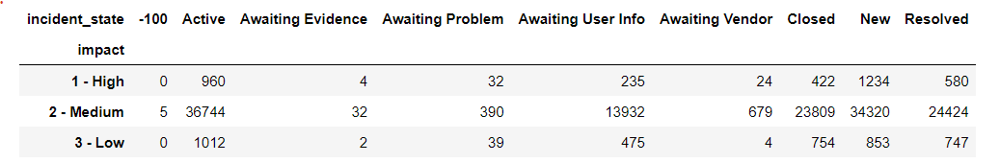 incident_state -100 Active Awaiting Evidence Awaiting Problem Awaiting User Info Awaiting Vendor Closed New Resolved
impact
1 - High 0 960 4 32 235 24 422 1234 580
2 - Medium 5 36744 32 390 13932 679 23809 34320 24424
3 - Low 0 1012 2 39 475 4 754 853 747